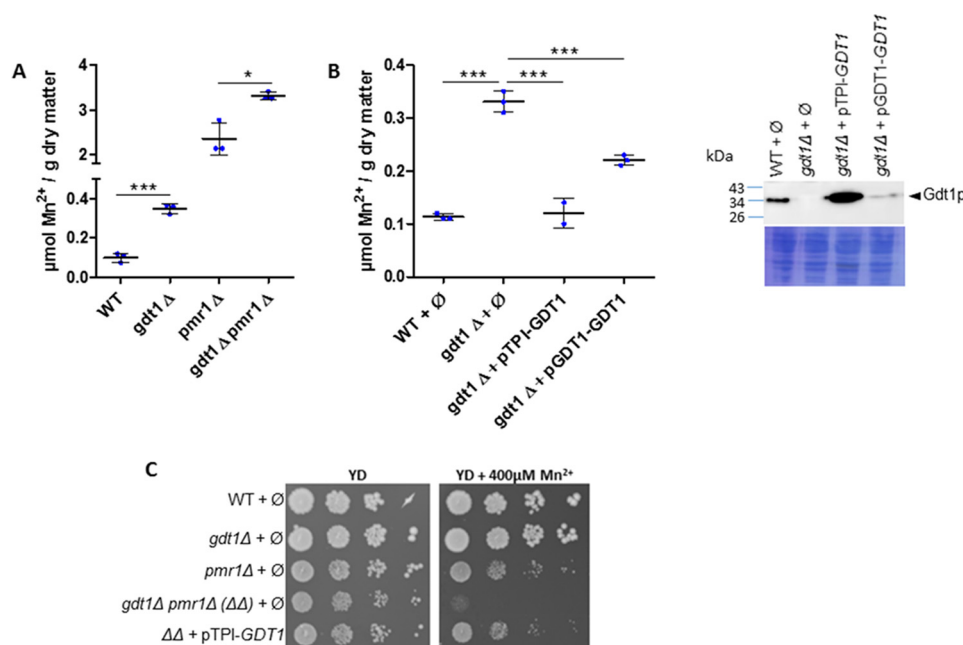 A
µmol Mn²⁺ / g dry matter
4
3
2
0.4
0.2
0.0
***
*
WT
gdt1Δ
pmr1Δ
gdt1Δ pmr1Δ
B
µmol Mn²⁺ / g dry matter
0.4
0.3
0.2
0.1
0.0
***
***
***
WT + Ø
gdt1 Δ + Ø
gdt1 Δ + pTPI-GDT1
gdt1 Δ + pGDT1-GDT1
kDa
WT + Ø
gdt1Δ + Ø
gdt1Δ + pTPI-GDT1
gdt1Δ + pGDT1-GDT1
43
34
26
Gdt1p
C
YD
YD + 400µM Mn²⁺
WT + Ø
gdt1Δ + Ø
pmr1Δ + Ø
gdt1Δ pmr1Δ (ΔΔ) + Ø
ΔΔ + pTPI-GDT1